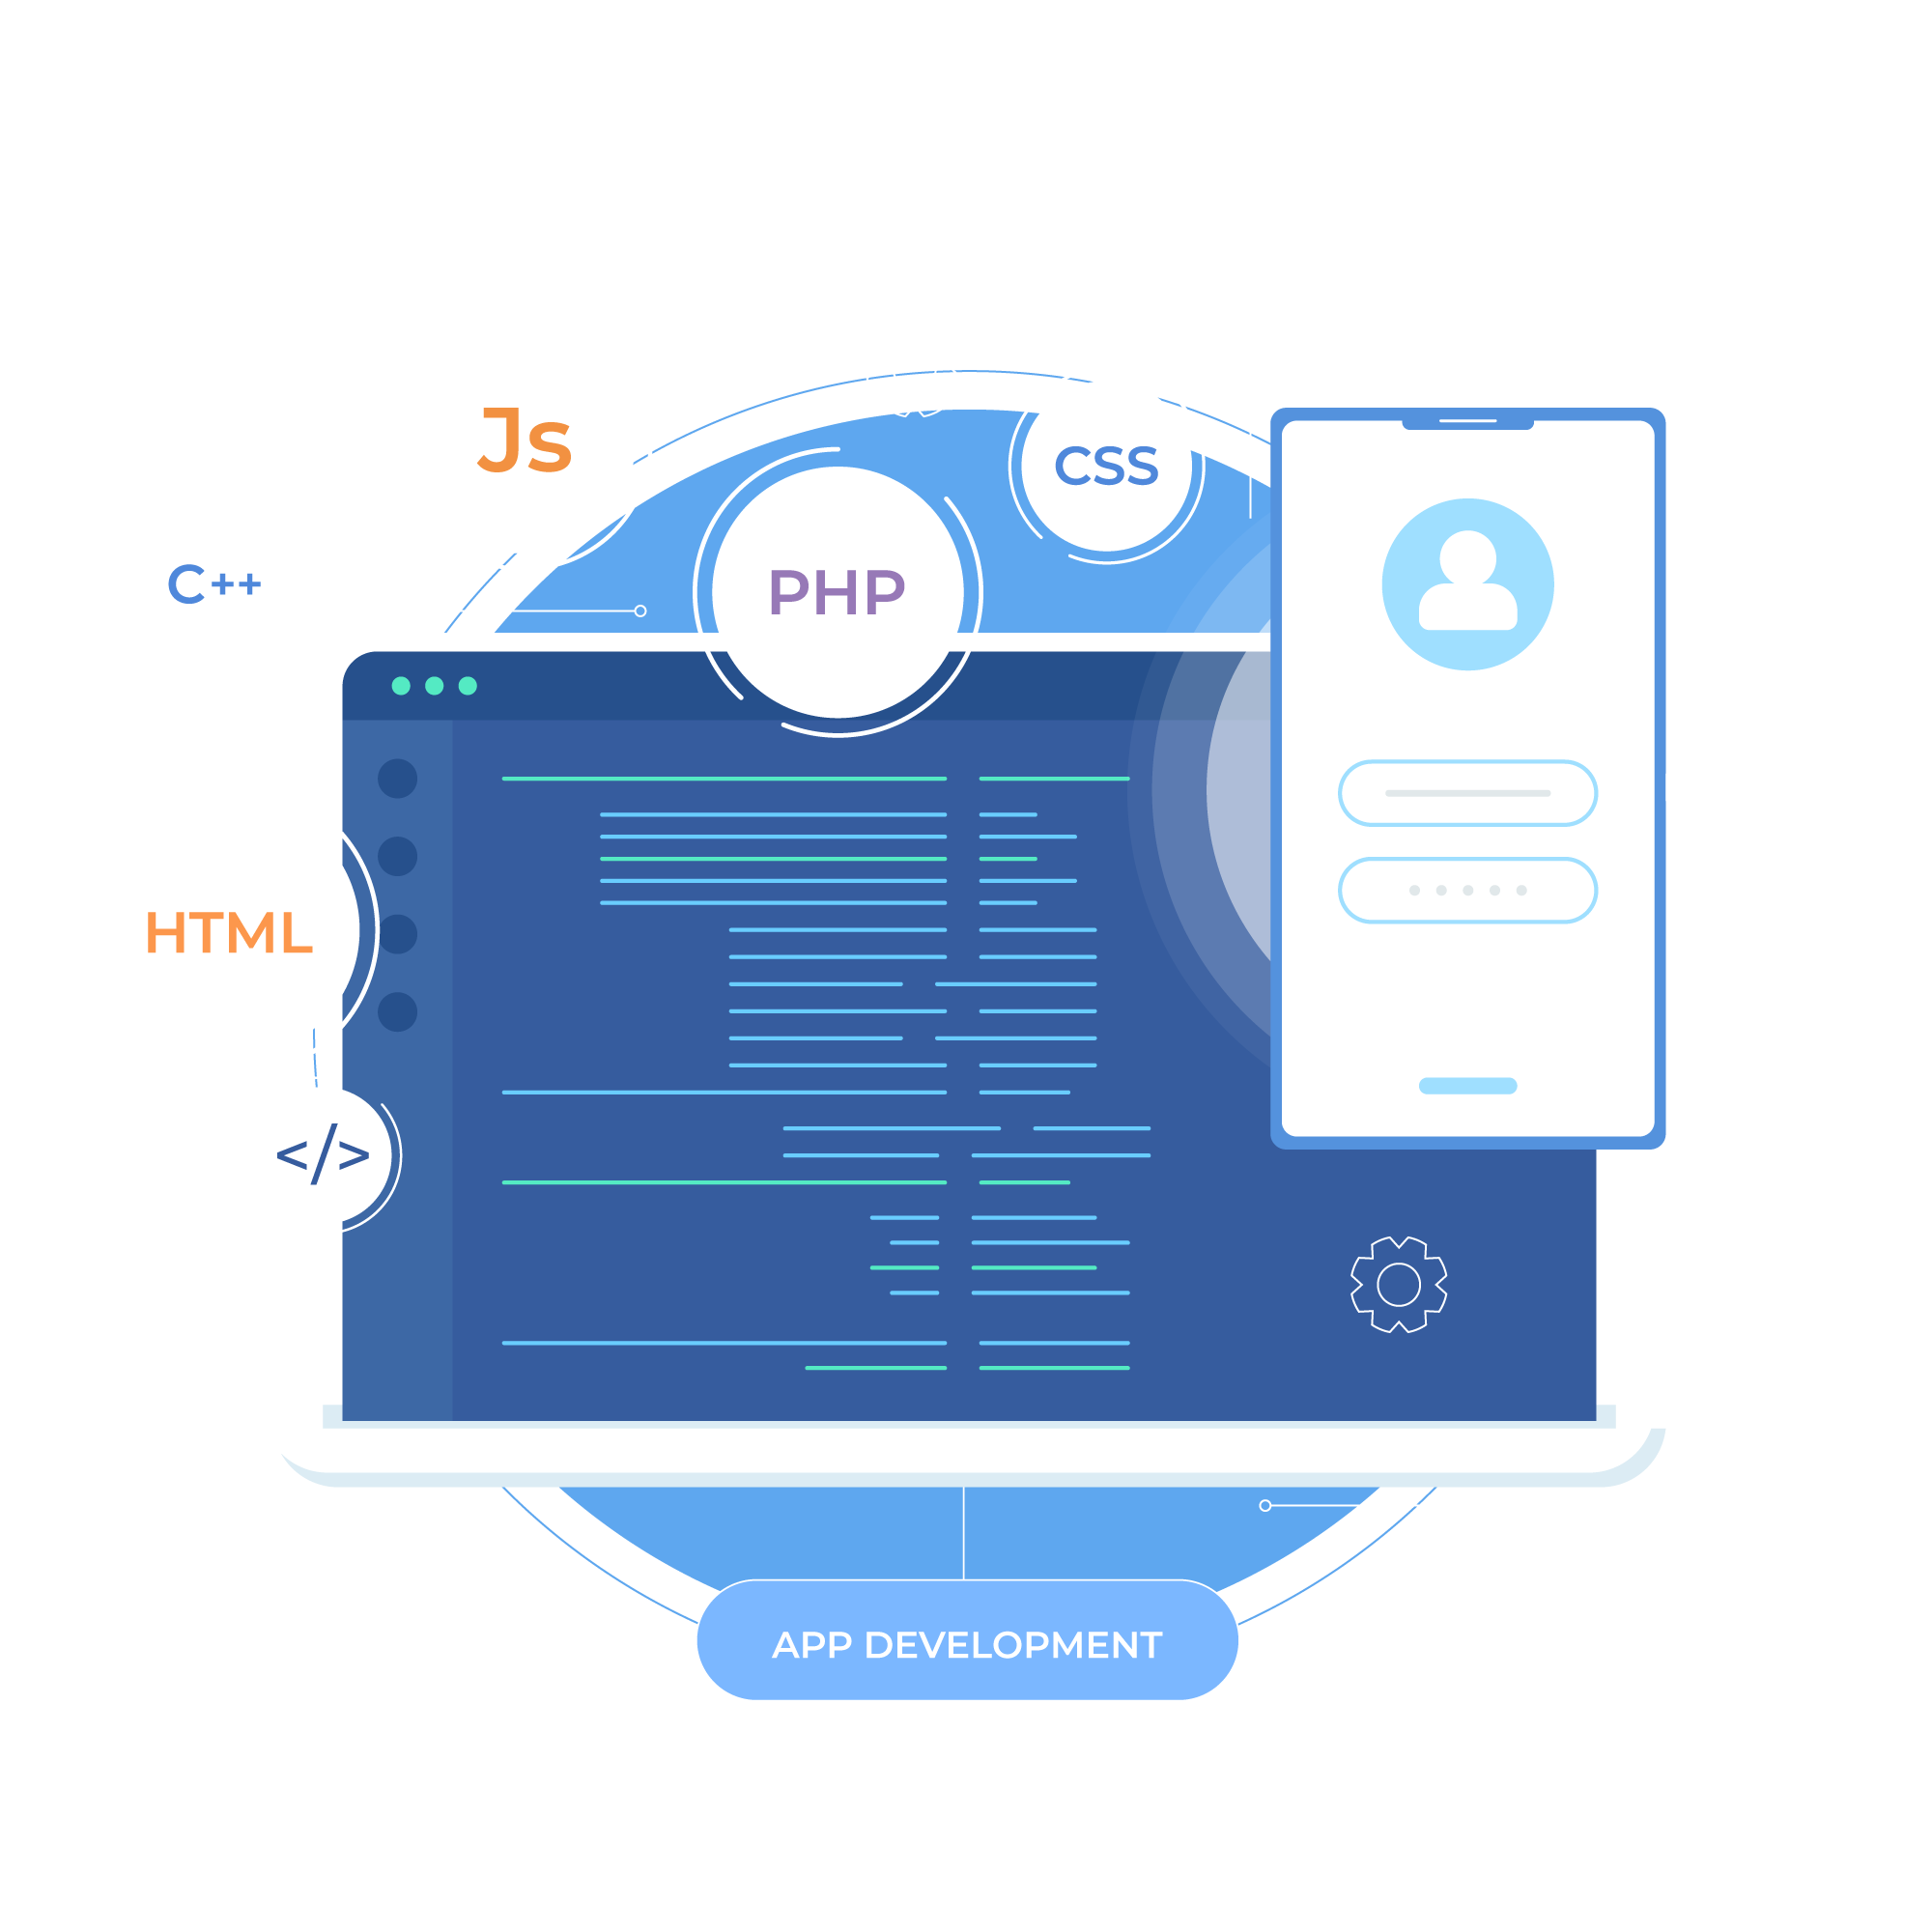 Js
CSS
C++
PHP
HTML
</>
APP DEVELOPMENT